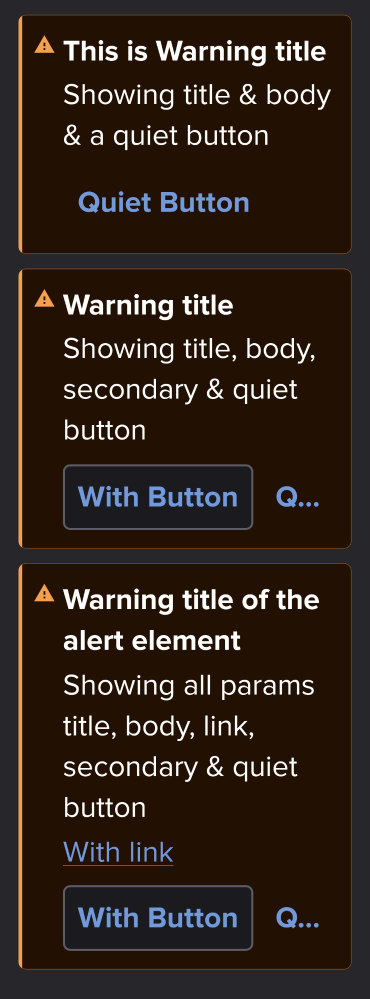 This is Warning title
Showing title & body
& a quiet button
Quiet Button
Warning title
Showing title, body,
secondary & quiet
button
With Button Q...
Warning title of the
alert element
Showing all params
title, body, link,
secondary & quiet
button
With link
With Button Q...